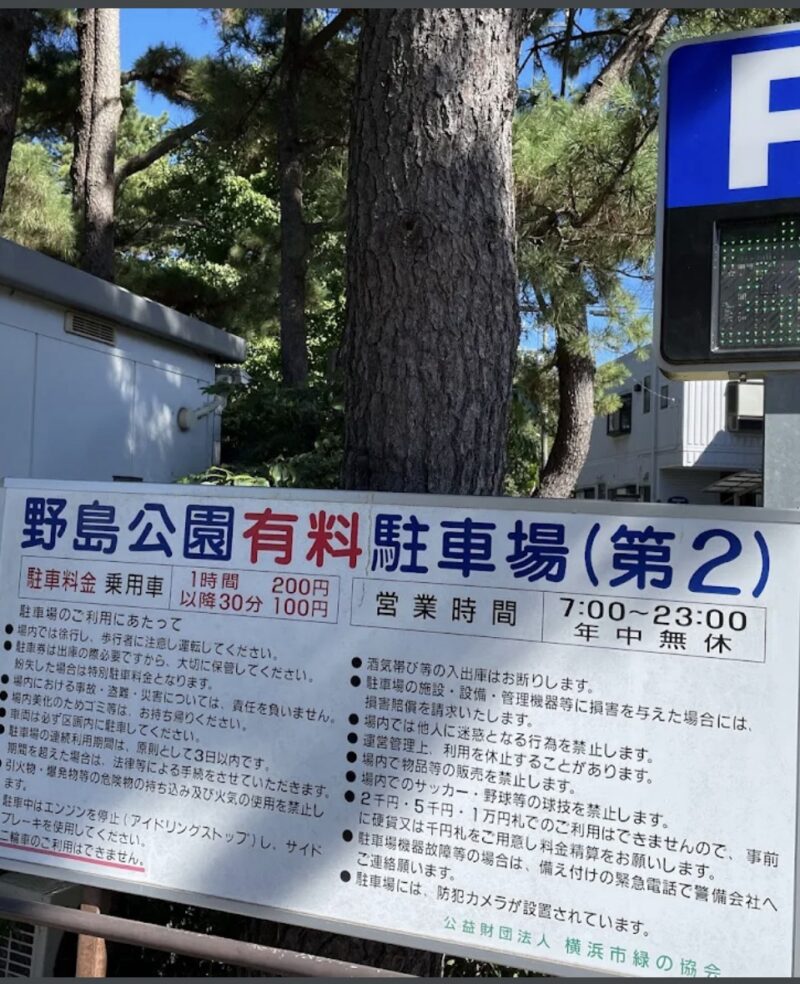 P
野島公園有料駐車場(第2)
駐車料金 乗用車
1時間 200円
以降30分 100円
営業時間
7:00~23:00
年中無休
駐車場のご利用にあたって
●場内では徐行し、歩行者に注意し運転してください。
●駐車券は出庫の際必要ですから、大切に保管してください。
紛失した場合は特別駐車料金となります。
●場内における事故・盗難・災害については、責任を負いません。
●場内美化のためゴミ等は、お持ち帰りください。
●車両は必ず区画内に駐車してください。
●駐車場の連続利用期間は、原則として3日以内です。
期間を超えた場合は、法律等による手続をさせていただきます。
●引火物・爆発物等の危険物の持ち込み及び火気の使用を禁止し
ます。
駐車中はエンジンを停止(アイドリングストップ)し、サイド
ブレーキを使用してください。
二輪車のご利用はできません。
●酒気帯び等の入出庫はお断りします。
●駐車場の施設・設備・管理機器等に損害を与えた場合には、
損害賠償を請求いたします。
●場内では他人に迷惑となる行為を禁止します。
●運営管理上、利用を休止することがあります。
●場内で物品等の販売を禁止します。
●場内でのサッカー・野球等の球技を禁止します。
●2千円・5千円・1万円札でのご利用はできませんので、事前
に硬貨又は千円札をご用意し料金精算をお願いします。
●駐車場機器故障等の場合は、備え付けの緊急電話で警備会社へ
ご連絡願います。
●駐車場には、防犯カメラが設置されています。
公益財団法人 横浜市緑の協会